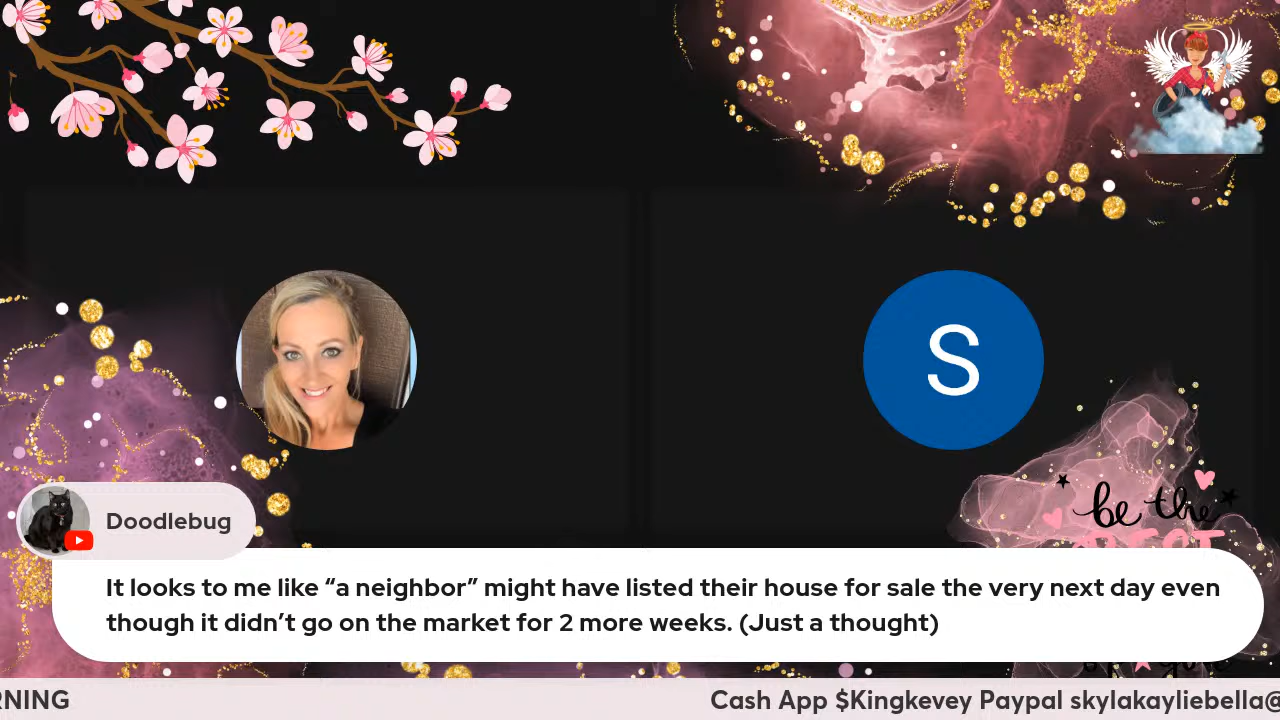 S
be the
Doodlebug
It looks to me like “a neighbor” might have listed their house for sale the very next day even
though it didn’t go on the market for 2 more weeks. (Just a thought)
RNING
Cash App $Kingkevey Paypal skylakayliebella@